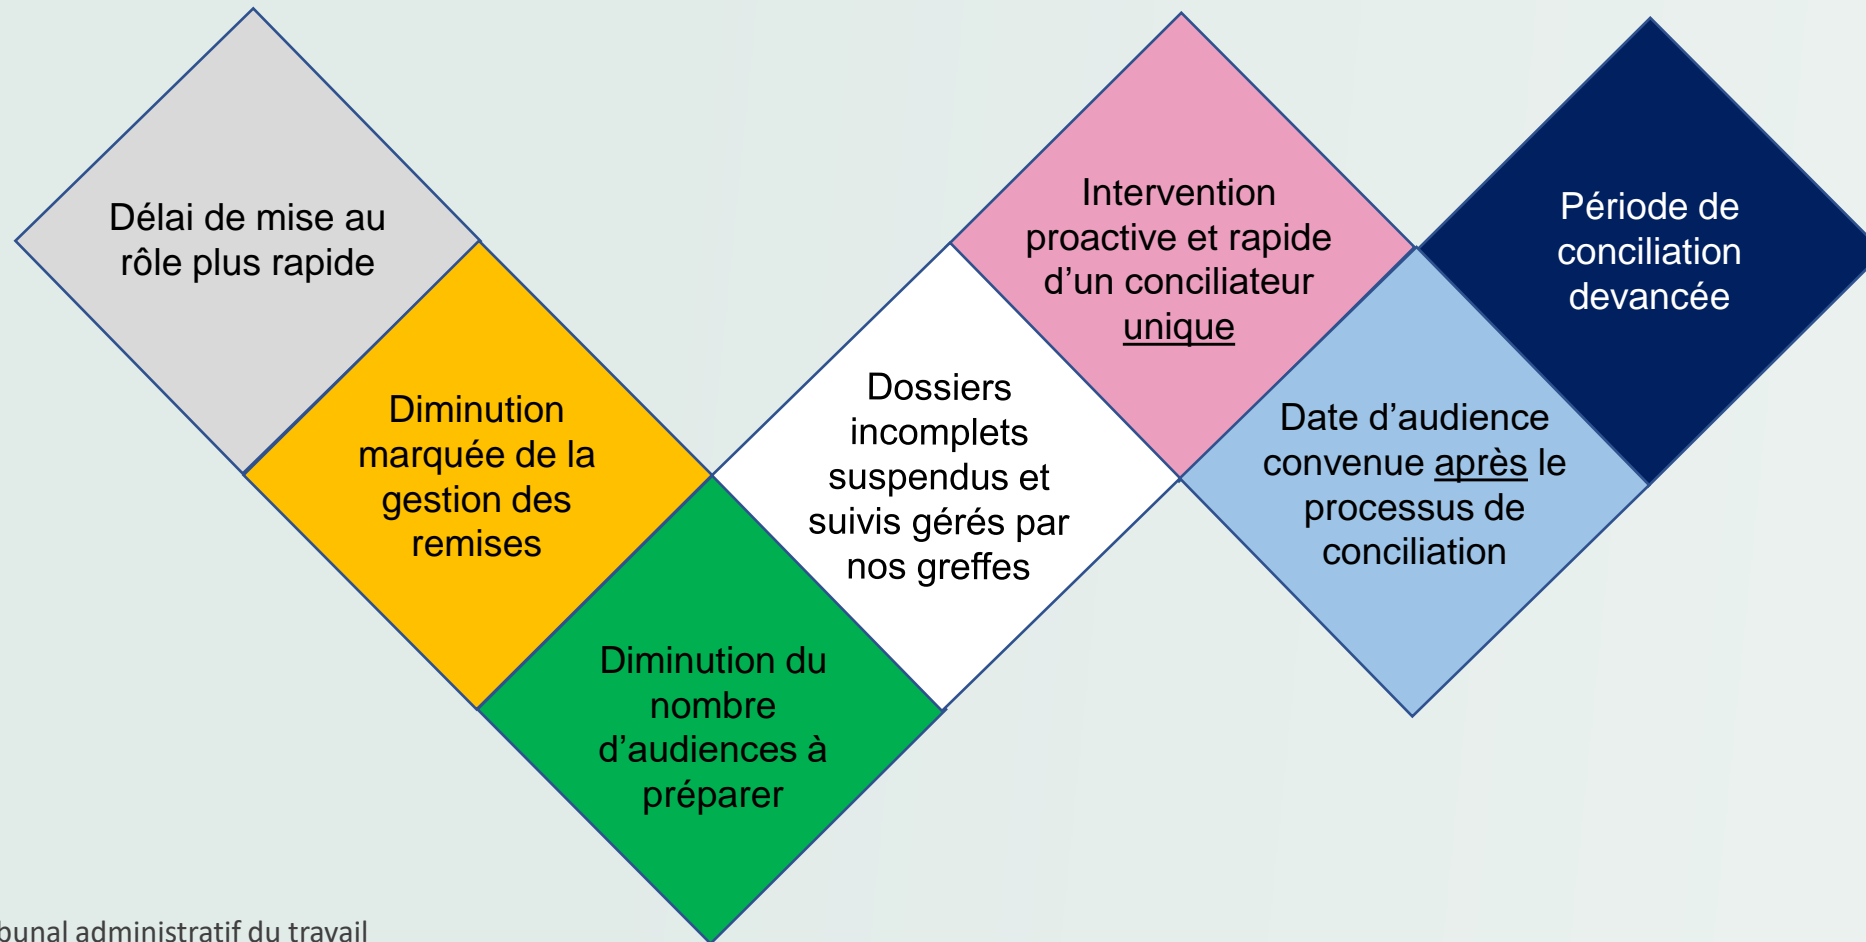 Délai de mise au
rôle plus rapide
Diminution
marquée de la
gestion des
remises
Diminution du
nombre
d’audiences à
préparer
Dossiers
incomplets
suspendus et
suivis gérés par
nos greffes
Intervention
proactive et rapide
d’un conciliateur
unique
Date d’audience
convenue après le
processus de
conciliation
Période de
conciliation
devancée
bunal administratif du travail